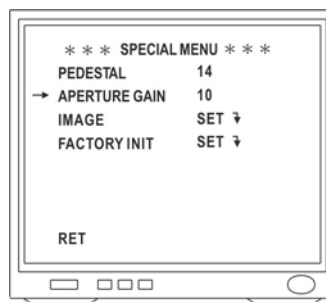 ＊＊＊ SPECIAL MENU ＊＊＊
PEDESTAL 14
→ APERTURE GAIN 10
IMAGE SET ↴
FACTORY INIT SET ↴
RET